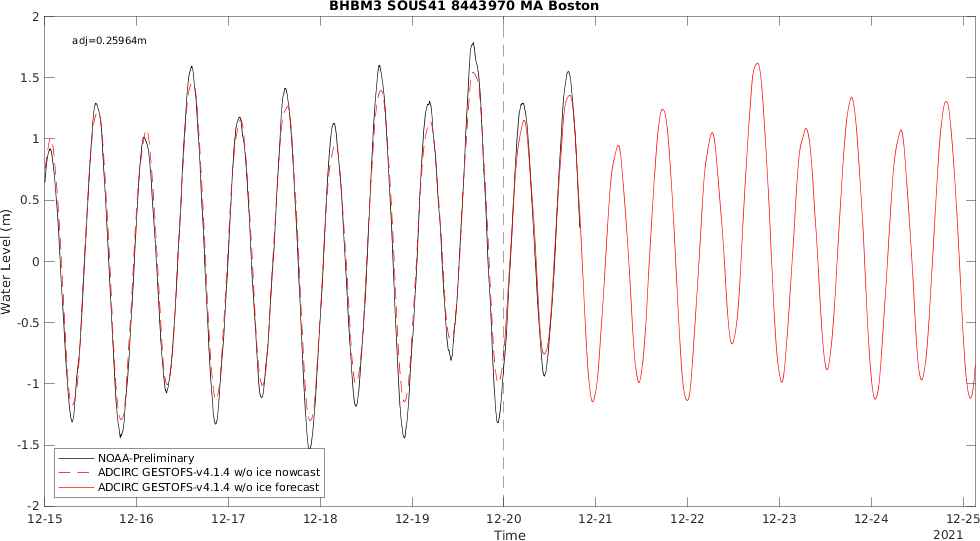 BHBM3 SOUS41 8443970 MA Boston
2
adj=0.25964m
1.5
1
0.5
0
-0.5
-1
-1.5
-2
Water Level (m)
NOAA-Preliminary
ADCIRC GESTOFS-v4.1.4 w/o ice nowcast
ADCIRC GESTOFS-v4.1.4 w/o ice forecast
12-15 12-16 12-17 12-18 12-19 12-20 12-21 12-22 12-23 12-24 12-25
Time
2021